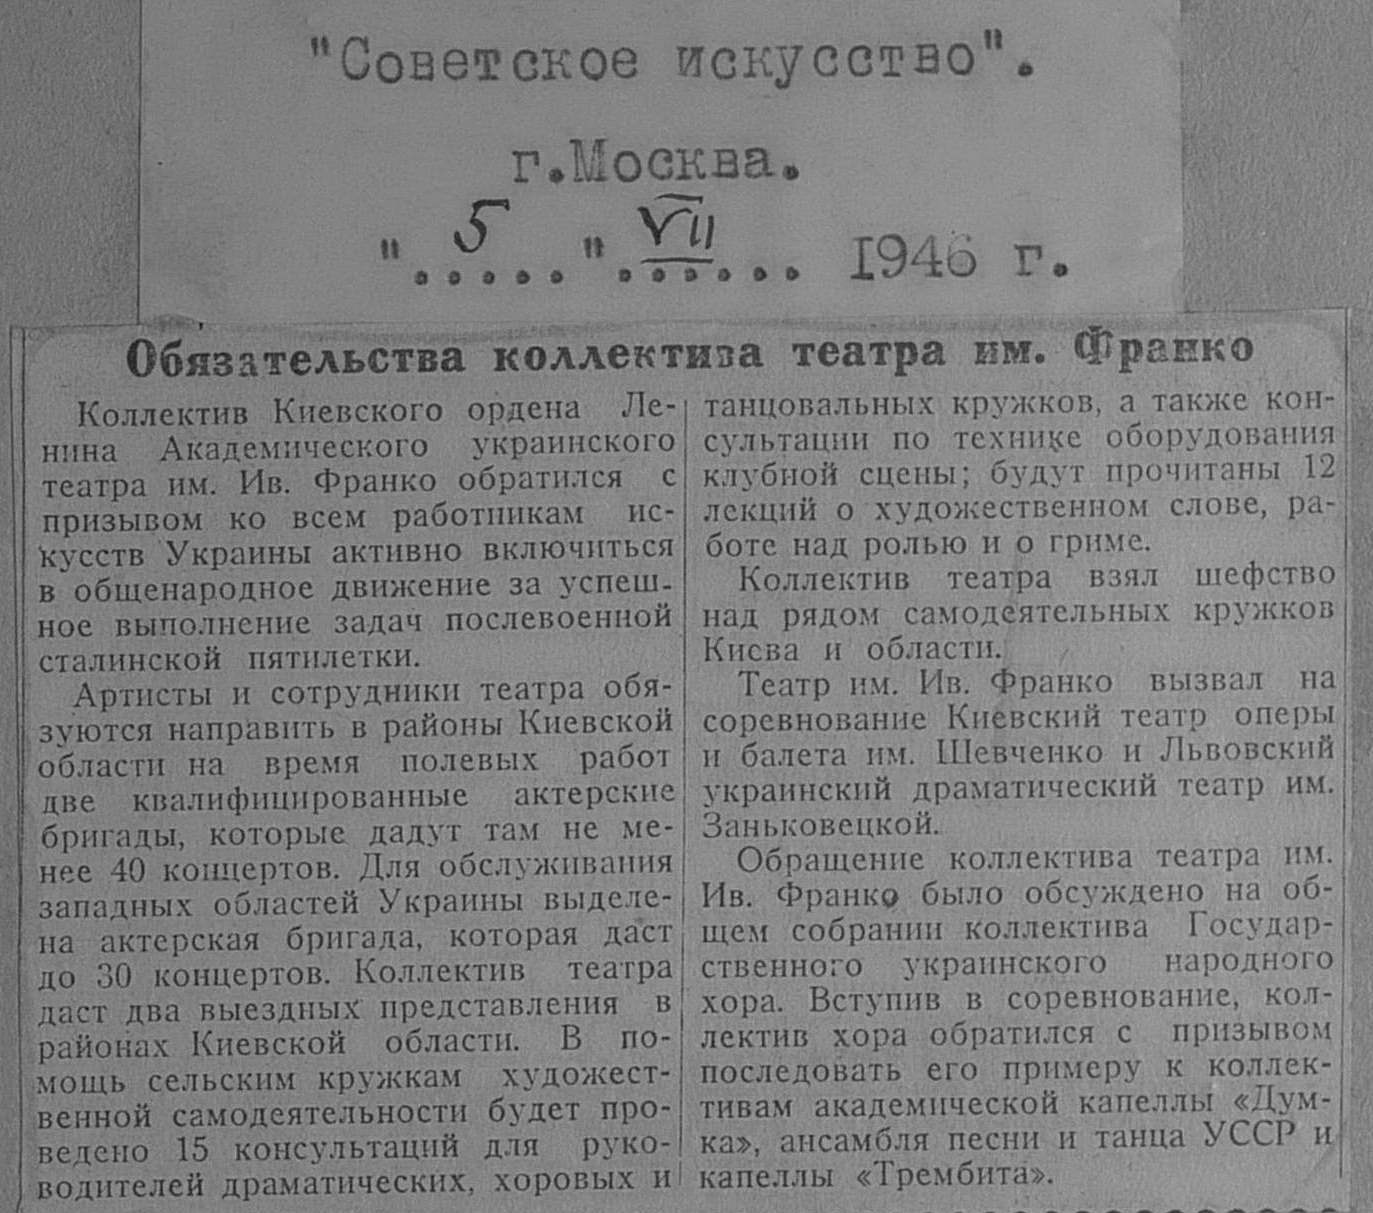 "Советское искусство".
г.Москва.
"..5..".VII... 1946 г.
Обязательства коллектива театра им. Франко
Коллектив Киевского ордена Ле-
нина Академического украинского
театра им. Ив. Франко обратился с
призывом ко всем работникам ис-
кусств Украины активно включиться
в общенародное движение за успеш-
ное выполнение задач послевоенной
сталинской пятилетки.
Артисты и сотрудники театра обя-
зуются направить в районы Киевской
области на время полевых работ
две квалифицированные актерские
бригады, которые дадут там не ме-
нее 40 концертов. Для обслуживания
западных областей Украины выделе-
на актерская бригада, которая даст
до 30 концертов. Коллектив театра
даст два выездных представления в
районах Киевской области. В по-
мощь сельским кружкам художест-
венной самодеятельности будет про-
ведено 15 консультаций для руко-
водителей драматических, хоровых и
танцовальных кружков, а также кон-
сультации по технике оборудования
клубной сцены; будут прочитаны 12
лекций о художественном слове, ра-
боте над ролью и о гриме.
Коллектив театра взял шефство
над рядом самодеятельных кружков
Киева и области.
Театр им. Ив. Франко вызвал на
соревнование Киевский театр оперы
и балета им. Шевченко и Львовский
украинский драматический театр им.
Заньковецкой.
Обращение коллектива театра им.
Ив. Франко было обсуждено на об-
щем собрании коллектива Государ-
ственного украинского народного
хора. Вступив в соревнование, кол-
лектив хора обратился с призывом
последовать его примеру к коллек-
тивам академической капеллы «Дум-
ка», ансамбля песни и танца УССР и
капеллы «Трембита».